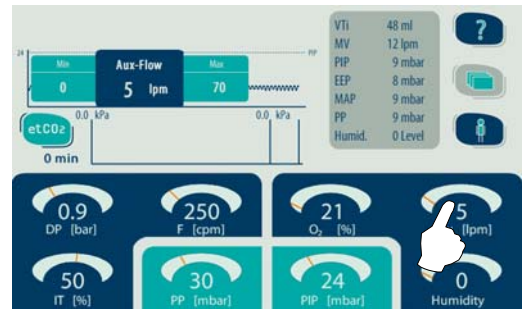 VTi 48 ml
MV 12 lpm
PIP 9 mbar
EEP 8 mbar
MAP 9 mbar
PP 9 mbar
Humid. 0 Level
?
24
PIP
Min
0
Aux-Flow
5 lpm
Max
70
etCO2
0.0 kPa
0.0 kPa
0 min
0.9
DP [bar]
250
F [cpm]
21
O₂ [%]
5
[lpm]
50
IT [%]
30
PP [mbar]
24
PIP [mbar]
0
Humidity